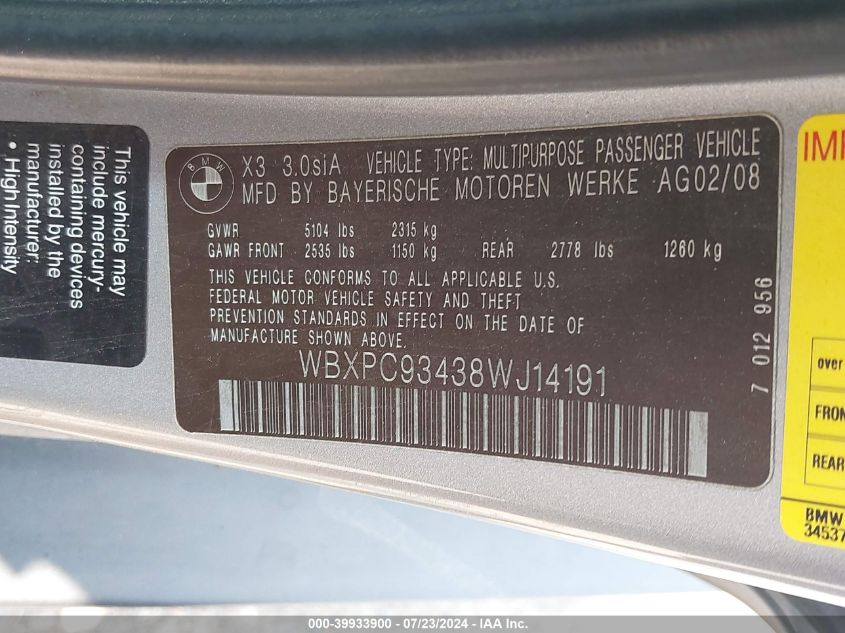 This vehicle may
include mercury-
containing devices
installed by the
manufacturer:
• High Intensity
BMW
X3 3.0siA VEHICLE TYPE: MULTIPURPOSE PASSENGER VEHICLE
MFD BY BAYERISCHE MOTOREN WERKE AG02/08
GVWR 5104 lbs 2315 kg
GAWR FRONT 2535 lbs 1150 kg REAR 2778 lbs 1260 kg
THIS VEHICLE CONFORMS TO ALL APPLICABLE U.S.
FEDERAL MOTOR VEHICLE SAFETY AND THEFT
PREVENTION STANDARDS IN EFFECT ON THE DATE OF
MANUFACTURE SHOWN ABOVE.
WBXPC93438WJ14191
7 012 956
over
FRON
REAR
BMW
3453
000-39933900 - 07/23/2024 - IAA Inc.